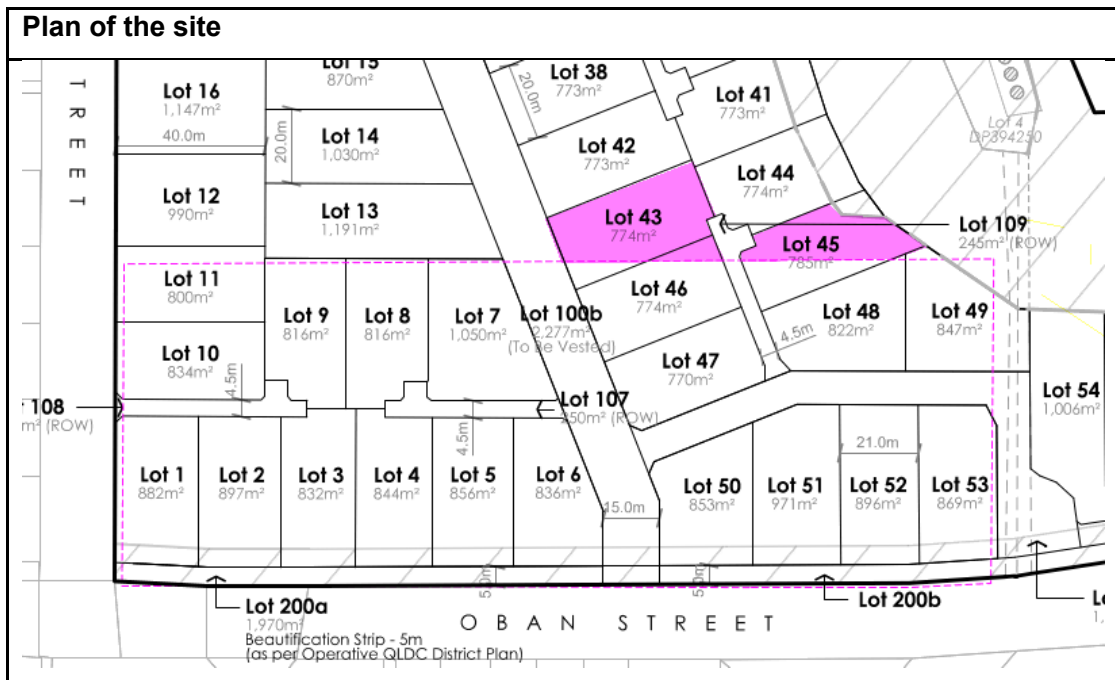 Plan of the site
STREET
Lot 16
1,147m²
40.0m
Lot 15
870m²
20.0m
Lot 14
1,030m²
Lot 12
990m²
Lot 13
1,191m²
Lot 11
800m²
Lot 10
834m²
4.5m
Lot 9
816m²
Lot 8
816m²
Lot 7
1,050m²
Lot 100b
2,277m²
(To Be Vested)
20.0m
Lot 38
773m²
Lot 41
773m²
Lot 42
773m²
Lot 44
774m²
Lot 43
774m²
Lot 45
785m²
Lot 109
245m² (ROW)
Lot 4
DP394250
Lot 46
774m²
Lot 47
770m²
4.5m
Lot 48
822m²
Lot 49
847m²
Lot 54
1,006m²
108
m² (ROW)
Lot 107
250m² (ROW)
4.5m
Lot 1
882m²
Lot 2
897m²
Lot 3
832m²
Lot 4
844m²
Lot 5
856m²
Lot 6
836m²
15.0m
Lot 50
853m²
Lot 51
971m²
21.0m
Lot 52
896m²
Lot 53
869m²
Lot 200a
1,970m²
Beautification Strip - 5m
(as per Operative QLDC District Plan)
OBAN STREET
Lot 200b